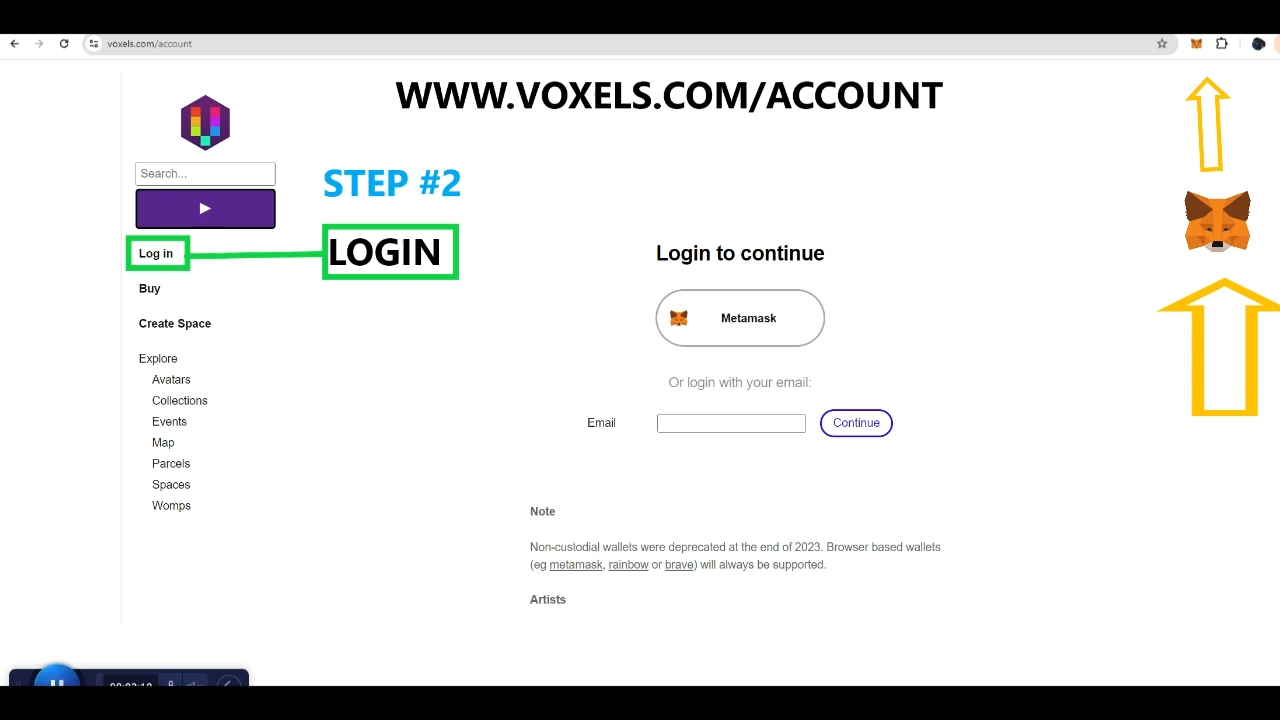 voxels.com/account
WWW.VOXELS.COM/ACCOUNT
Search...
STEP #2
Log in
LOGIN
Login to continue
Buy
Metamask
Create Space
Explore
Or login with your email:
Avatars
Collections
Events
Email
Continue
Map
Parcels
Spaces
Womps
Note
Non-custodial wallets were deprecated at the end of 2023. Browser based wallets
(eg metamask, rainbow or brave) will always be supported.
Artists